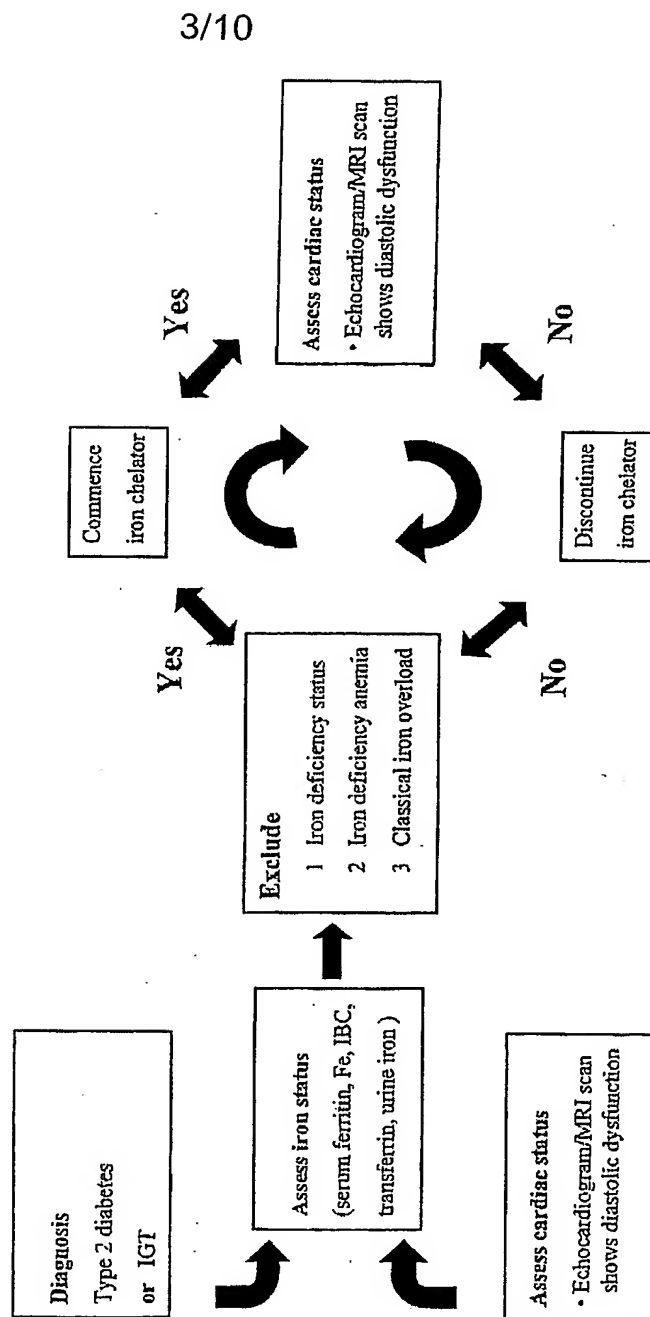 3/10
Diagnosis
Type 2 diabetes
or IGT
Assess iron status
(serum ferritin, Fe, IBC,
transferrin, urine iron )
Assess cardiac status
• Echocardiogram/MRI scan
shows diastolic dysfunction
Exclude
1 Iron deficiency status
2 Iron deficiency anemia
3 Classical iron overload
Yes
Commence
iron chelator
Yes
No
Discontinue
iron chelator
No
Assess cardiac status
• Echocardiogram/MRI scan
shows diastolic dysfunction